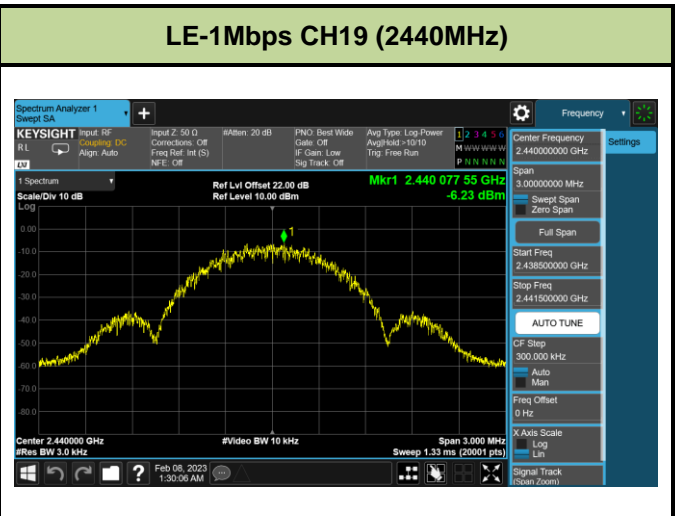 LE-1Mbps CH19 (2440MHz)
Spectrum Analyzer 1
Swept SA
Frequency
KEYSIGHT
RL
LXI
Input: RF
Coupling: DC
Align: Auto
Input Z: 50 Ω
Corrections: Off
Freq Ref: Int (S)
NFE: Off
#Atten: 20 dB
PNO: Best Wide
Gate: Off
IF Gain: Low
Sig Track: Off
Avg Type: Log-Power
Avg|Hold:>10/10
Trig: Free Run
1 2 3 4 5 6
M W W W W W
P N N N N N
1 Spectrum
Scale/Div 10 dB
Ref Lvl Offset 22.00 dB
Ref Level 10.00 dBm
Mkr1 2.440 077 55 GHz
-6.23 dBm
Log
1
0.00
-10.0
-20.0
-30.0
-40.0
-50.0
-60.0
-70.0
-80.0
Center 2.440000 GHz
#Res BW 3.0 kHz
#Video BW 10 kHz
Span 3.000 MHz
Sweep 1.33 ms (20001 pts)
?
Feb 08, 2023
1:30:06 AM
Center Frequency
2.440000000 GHz
Settings
Span
3.00000000 MHz
Swept Span
Zero Span
Full Span
Start Freq
2.438500000 GHz
Stop Freq
2.441500000 GHz
AUTO TUNE
CF Step
300.000 kHz
Auto
Man
Freq Offset
0 Hz
X Axis Scale
Log
Lin
Signal Track
(Span Zoom)